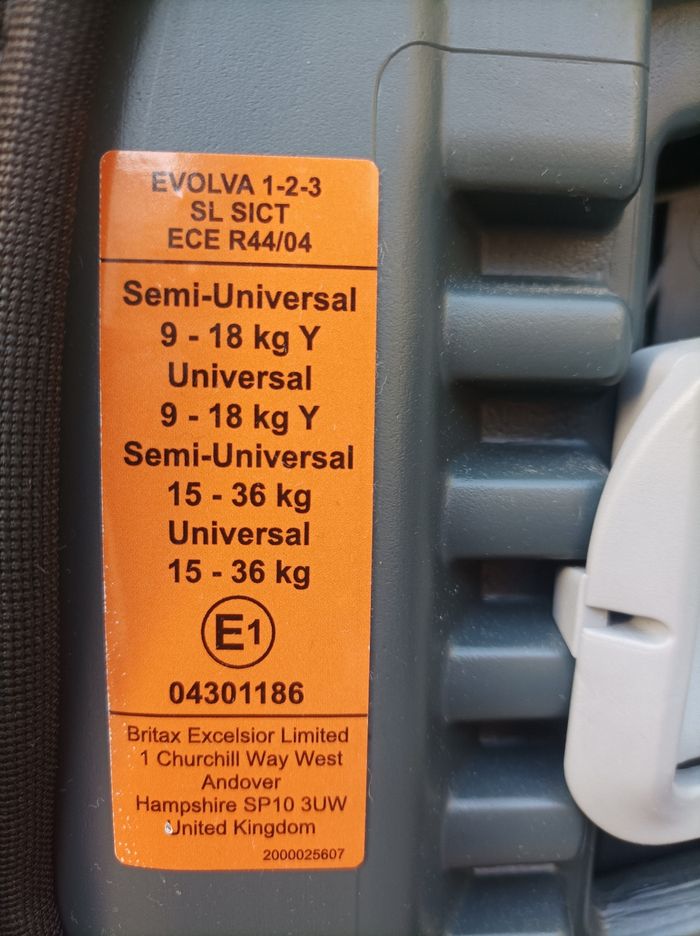 EVOLVA 1-2-3
SL SICT
ECE R44/04
Semi-Universal
9 - 18 kg Y
Universal
9 - 18 kg Y
Semi-Universal
15 - 36 kg
Universal
15 - 36 kg
E1
04301186
Britax Excelsior Limited
1 Churchill Way West
Andover
Hampshire SP10 3UW
United Kingdom
2000025607